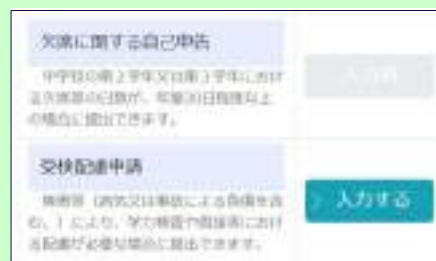 欠席に関する自己申告
中学校の第2学年又は第3学年におけ
る欠席等の日数が、年間30日程度以上
の場合に提出できます。
受検配慮申請
障害等（病気又は事故による負傷を含
む。）により、学力検査や面接等におけ
る配慮が必要な場合に提出できます。
入力する